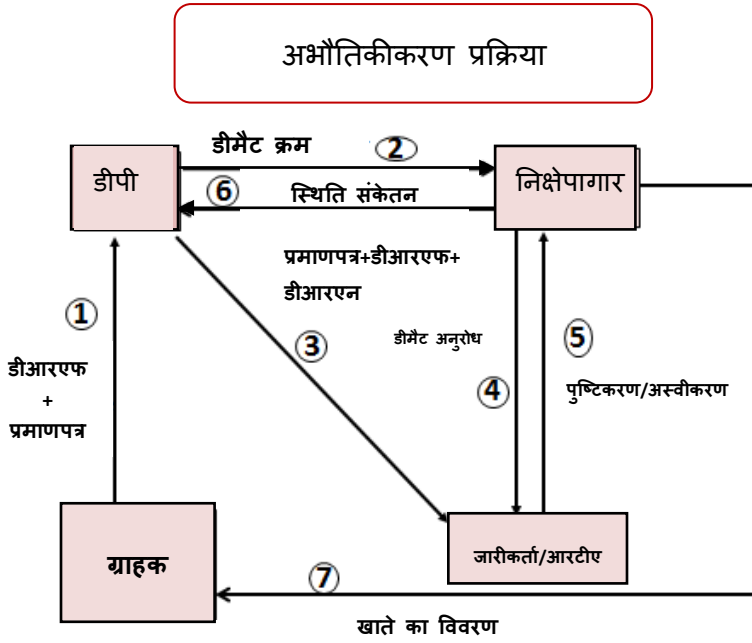 अभौतिकीकरण प्रक्रिया
डीमैट क्रम
2
डीपी
निक्षेपागार
6
स्थिति संकेतन
प्रमाणपत्र+डीआरएफ+
डीआरएन
1
3
डीमैट अनुरोध
5
डीआरएफ
+
प्रमाणपत्र
4
पुष्टिकरण/अस्वीकरण
ग्राहक
जारीकर्ता/आरटीए
7
खाते का विवरण